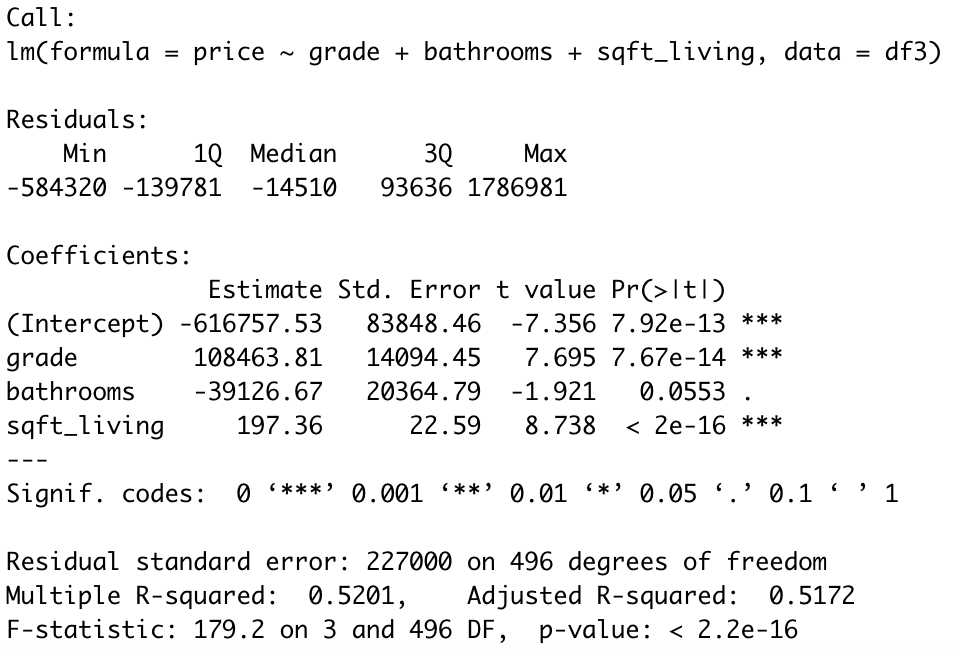 Call:
lm(formula = price ~ grade + bathrooms + sqft_living, data = df3)
Residuals:
    Min      1Q  Median      3Q     Max
-584320 -139781  -14510   93636 1786981
Coefficients:
              Estimate Std. Error t value Pr(>|t|)
(Intercept) -616757.53   83848.46  -7.356 7.92e-13 ***
grade        108463.81   14094.45   7.695 7.67e-14 ***
bathrooms    -39126.67   20364.79  -1.921   0.0553 .
sqft_living     197.36      22.59   8.738  < 2e-16 ***
---
Signif. codes:  0 ‘***’ 0.001 ‘**’ 0.01 ‘*’ 0.05 ‘.’ 0.1 ‘ ’ 1
Residual standard error: 227000 on 496 degrees of freedom
Multiple R-squared:  0.5201,    Adjusted R-squared:  0.5172
F-statistic: 179.2 on 3 and 496 DF,  p-value: < 2.2e-16